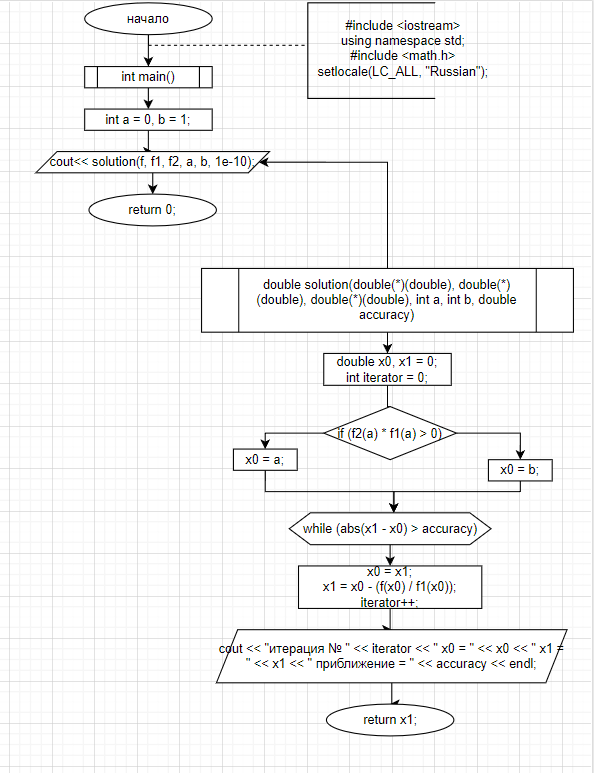 начало
#include <iostream>
using namespace std;
#include <math.h>
setlocale(LC_ALL, "Russian");
int main()
int a = 0, b = 1;
cout<< solution(f, f1, f2, a, b, 1e-10);
return 0;
double solution(double(*)(double), double(*)
(double), double(*)(double), int a, int b, double
accuracy)
double x0, x1 = 0;
int iterator = 0;
if (f2(a) * f1(a) > 0)
x0 = a;
x0 = b;
while (abs(x1 - x0) > accuracy)
x0 = x1;
x1 = x0 - (f(x0) / f1(x0));
iterator++;
cout << "итерация № " << iterator << " x0 = " << x0 << " x1 =
" << x1 << " приближение = " << accuracy << endl;
return x1;